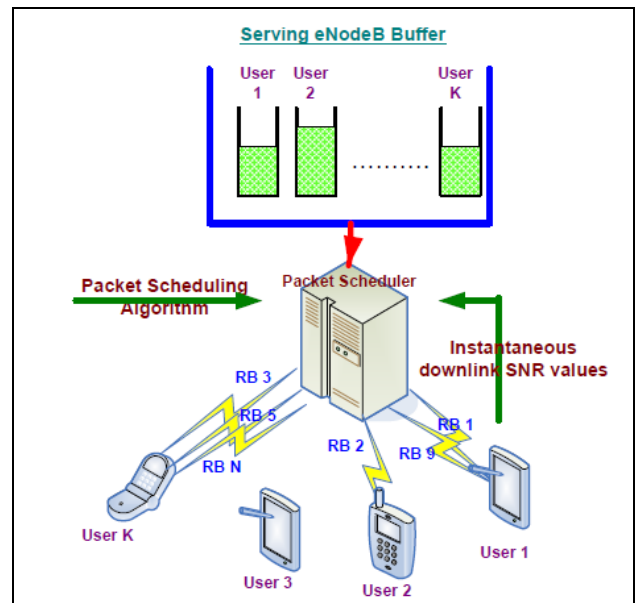 Serving eNodeB Buffer
User
1
User
2
User
K
..........
Packet Scheduling
Algorithm
Packet Scheduler
Instantaneous
downlink SNR values
RB 3
RB 5
RB N
RB 2
RB 1
RB 9
User K
User 3
User 2
User 1